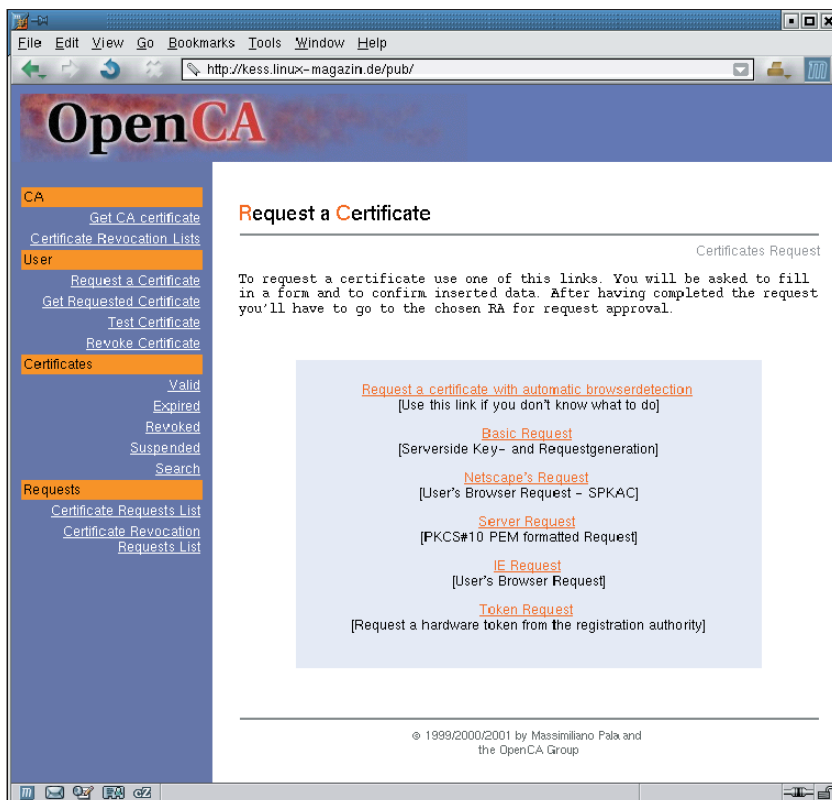 File Edit View Go Bookmarks Tools Window Help
http://kess.linux-magazin.de/pub/
OpenCA
CA
Get CA certificate
Certificate Revocation Lists
User
Request a Certificate
Get Requested Certificate
Test Certificate
Revoke Certificate
Certificates
Valid
Expired
Revoked
Suspended
Search
Requests
Certificate Requests List
Certificate Revocation
Requests List
Request a Certificate
Certificates Request
To request a certificate use one of this links. You will be asked to fill
in a form and to confirm inserted data. After having completed the request
you'll have to go to the chosen RA for request approval.
Request a certificate with automatic browserdetection
[Use this link if you don't know what to do]
Basic Request
[Serverside Key- and Requestgeneration]
Netscape's Request
[User's Browser Request - SPKAC]
Server Request
[PKCS#10 PEM formatted Request]
IE Request
[User's Browser Request]
Token Request
[Request a hardware token from the registration authority]
© 1999/2000/2001 by Massimiliano Pala and
the OpenCA Group